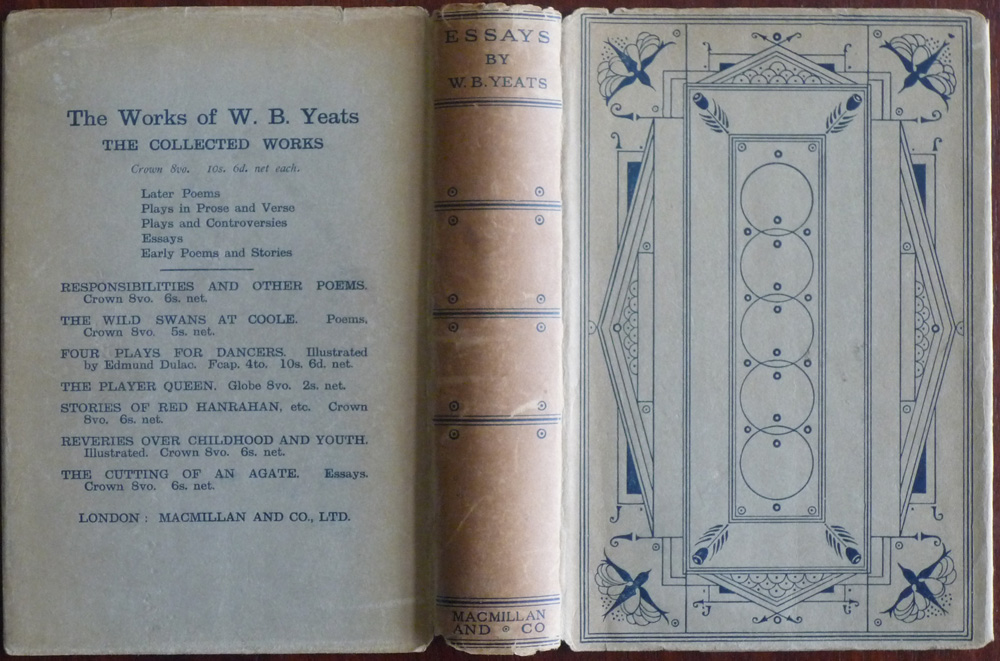 The Works of W. B. Yeats
THE COLLECTED WORKS
Crown 8vo. 10s. 6d. net each.
Later Poems
Plays in Prose and Verse
Plays and Controversies
Essays
Early Poems and Stories
RESPONSIBILITIES AND OTHER POEMS.
Crown 8vo. 6s. net.
THE WILD SWANS AT COOLE. Poems.
Crown 8vo. 5s. net.
FOUR PLAYS FOR DANCERS. Illustrated
by Edmund Dulac. Fcap. 4to. 10s. 6d. net.
THE PLAYER QUEEN. Globe 8vo. 2s. net.
STORIES OF RED HANRAHAN, etc. Crown
8vo. 6s. net.
REVERIES OVER CHILDHOOD AND YOUTH.
Illustrated. Crown 8vo. 6s. net.
THE CUTTING OF AN AGATE. Essays.
Crown 8vo. 6s. net.
LONDON: MACMILLAN AND CO., LTD.
ESSAYS
BY
W. B. YEATS
MACMILLAN
AND CO